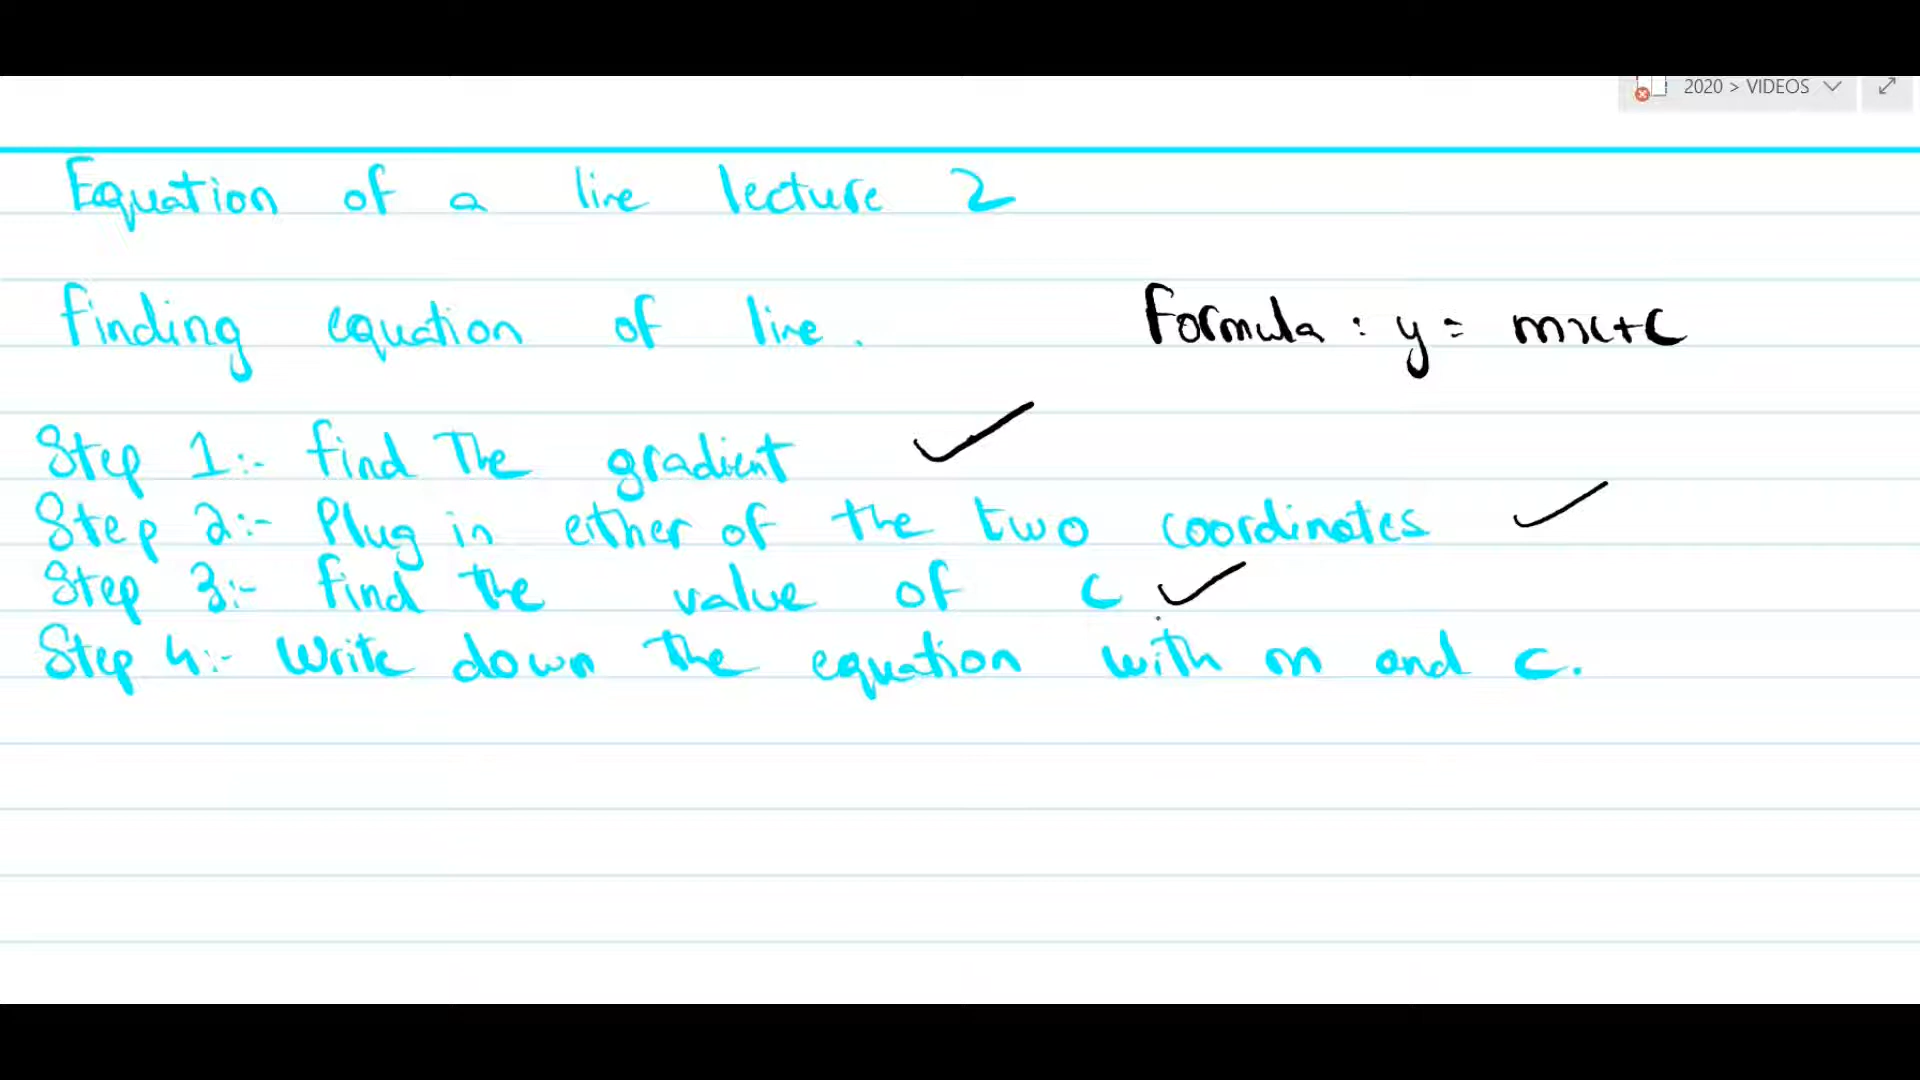 2020 > VIDEOS
Equation of a line lecture 2
Finding equation of line.
Formula : y = mx+c
Step 1:- Find the gradient
Step 2:- Plug in either of the two coordinates
Step 3:- Find the value of c
Step 4:- Write down the equation with m and c.